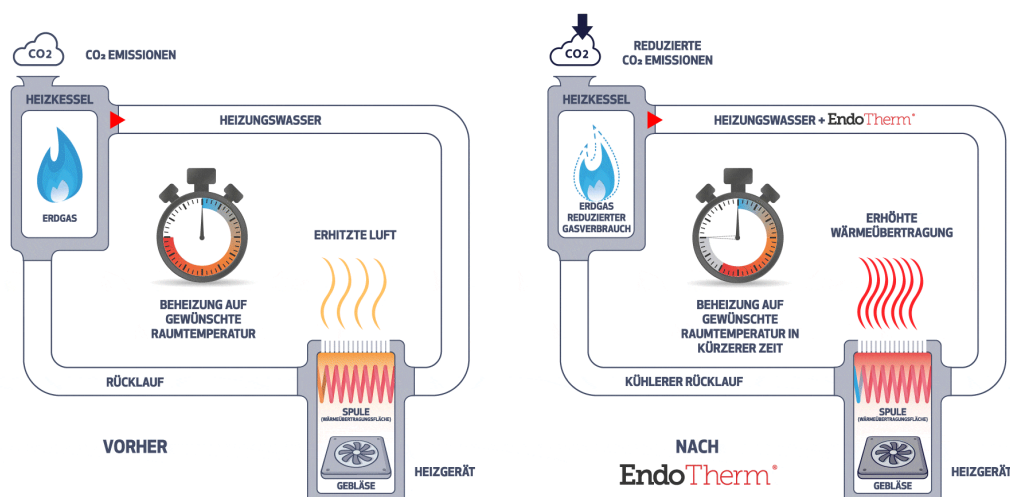 CO2
CO₂ EMISSIONEN
HEIZKESSEL
HEIZUNGSWASSER
ERDGAS
ERHITZTE LUFT
BEHEIZUNG AUF
GEWÜNSCHTE
RAUMTEMPERATUR
RÜCKLAUF
SPULE
(WÄRMEÜBERTRAGUNGSFLÄCHE)
VORHER
HEIZGERÄT
GEBLÄSE
CO2
REDUZIERTE
CO₂ EMISSIONEN
HEIZKESSEL
HEIZUNGSWASSER + EndoTherm®
ERDGAS
REDUZIERTER
GASVERBRAUCH
ERHÖHTE
WÄRMEÜBERTRAGUNG
BEHEIZUNG AUF
GEWÜNSCHTE
RAUMTEMPERATUR IN
KÜRZERER ZEIT
KÜHLERER RÜCKLAUF
SPULE
(WÄRMEÜBERTRAGUNGSFLÄCHE)
NACH
EndoTherm®
HEIZGERÄT
GEBLÄSE